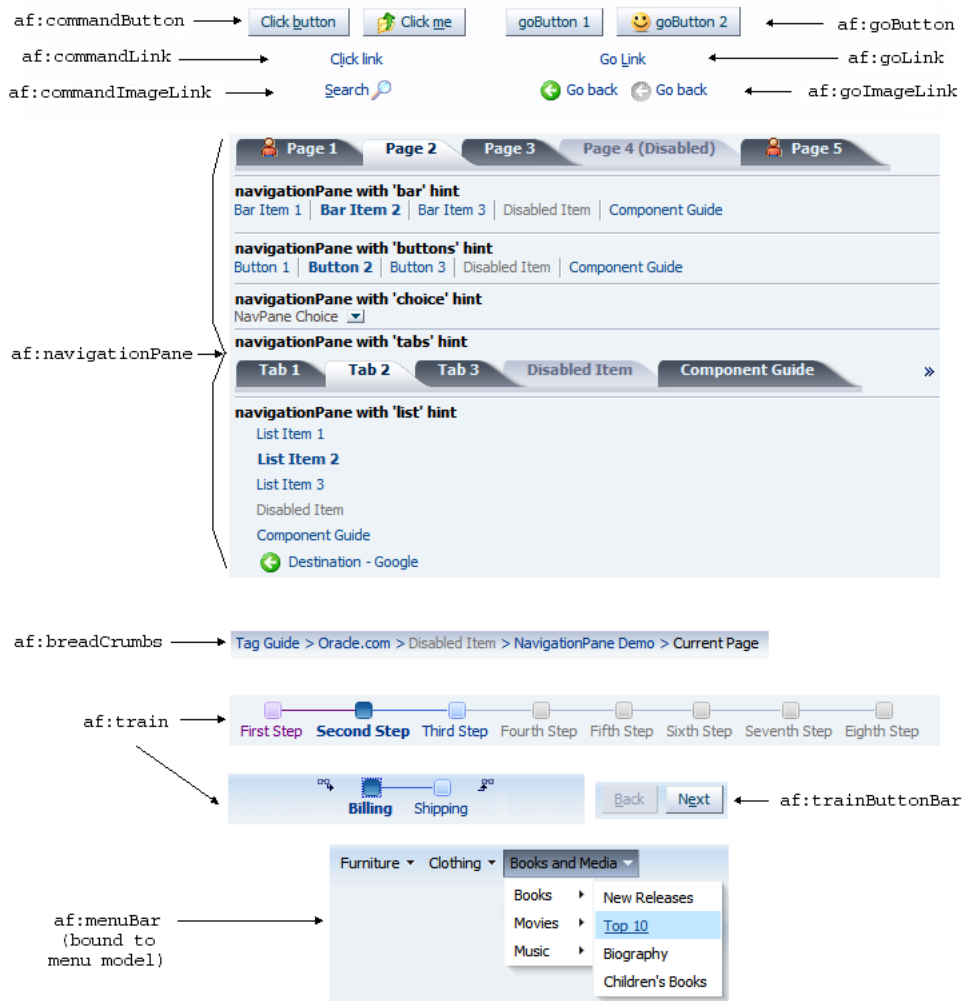 af:commandButton Click button Click me goButton 1 goButton 2 af:goButton
af:commandLink Click link Go Link af:goLink
af:commandImageLink Search Go back Go back af:goImageLink
Page 1 Page 2 Page 3 Page 4 (Disabled) Page 5
navigationPane with 'bar' hint
Bar Item 1 | Bar Item 2 | Bar Item 3 | Disabled Item | Component Guide
navigationPane with 'buttons' hint
Button 1 | Button 2 | Button 3 | Disabled Item | Component Guide
navigationPane with 'choice' hint
NavPane Choice
navigationPane with 'tabs' hint
af:navigationPane
Tab 1 Tab 2 Tab 3 Disabled Item Component Guide »
navigationPane with 'list' hint
List Item 1
List Item 2
List Item 3
Disabled Item
Component Guide
Destination - Google
af:breadCrumbs Tag Guide > Oracle.com > Disabled Item > NavigationPane Demo > Current Page
af:train
First Step Second Step Third Step Fourth Step Fifth Step Sixth Step Seventh Step Eighth Step
Billing Shipping Back Next af:trainButtonBar
Furniture Clothing Books and Media
Books New Releases
Movies Top 10
Music Biography
Children's Books
af:menuBar
(bound to
menu model)